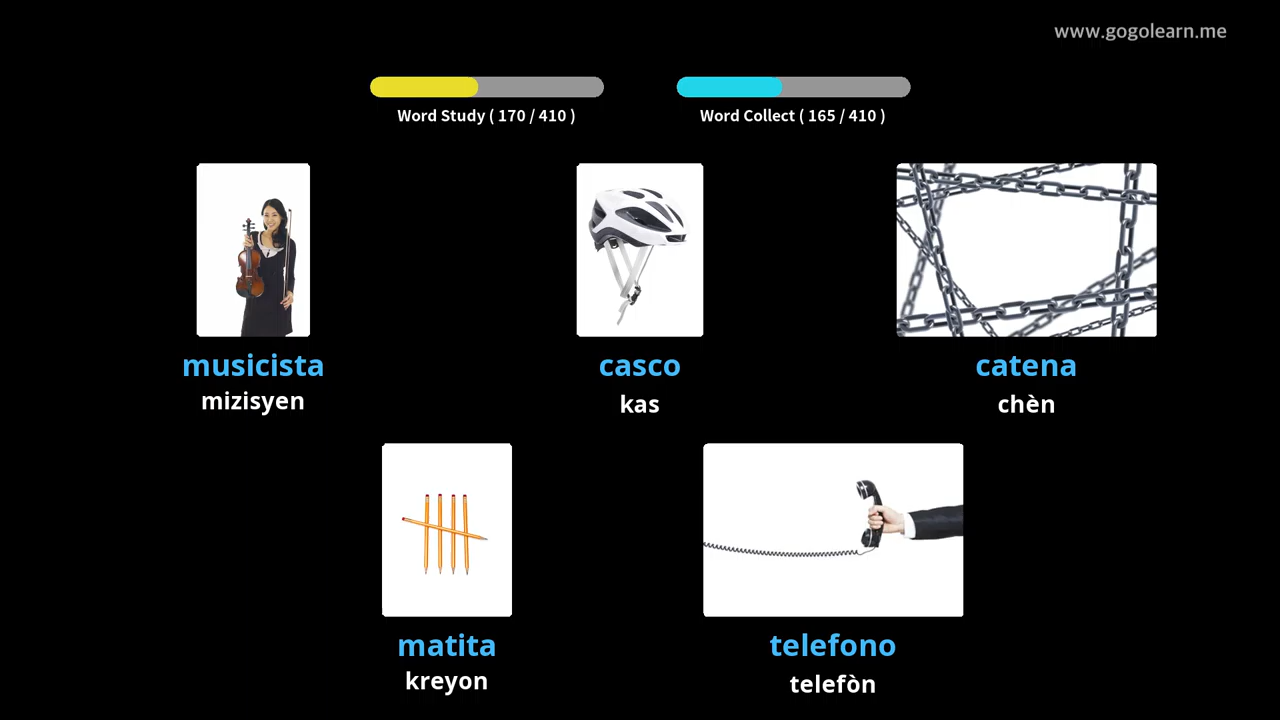 www.gogolearn.me
Word Study ( 170 / 410 )
Word Collect ( 165 / 410 )
musicista
mizisyen
casco
kas
catena
chèn
matita
kreyon
telefono
telefòn